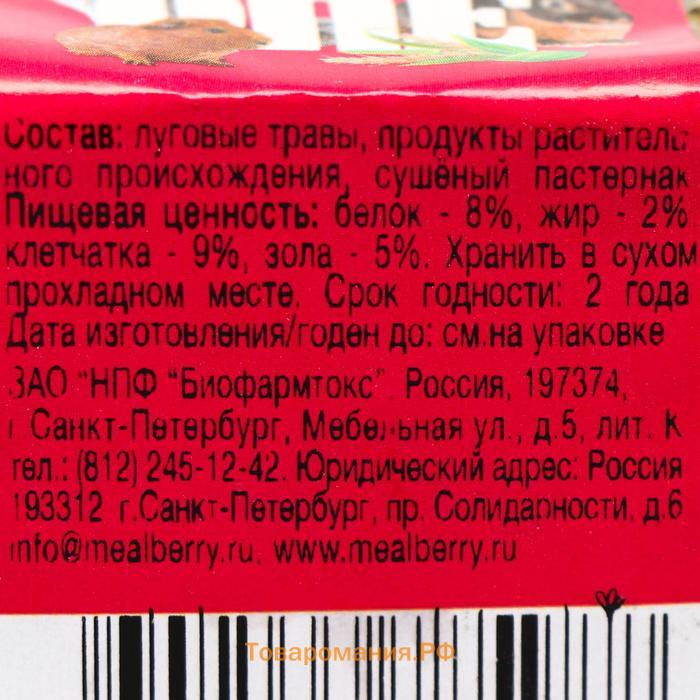 Состав: луговые травы, продукты раститель-
ного происхождения, сушёный пастернак
Пищевая ценность: белок - 8%, жир - 2%,
клетчатка - 9%, зола - 5%. Хранить в сухом
прохладном месте. Срок годности: 2 года
Дата изготовления/годен до: см.на упаковке
ЗАО "НПФ "Биофармтокс". Россия, 197374,
г Санкт-Петербург, Мебельная ул., д.5, лит. К
тел.: (812) 245-12-42. Юридический адрес: Россия
193312 г.Санкт-Петербург, пр. Солидарности, д.6
info@mealberry.ru, www.mealberry.ru
Товаромания.РФ